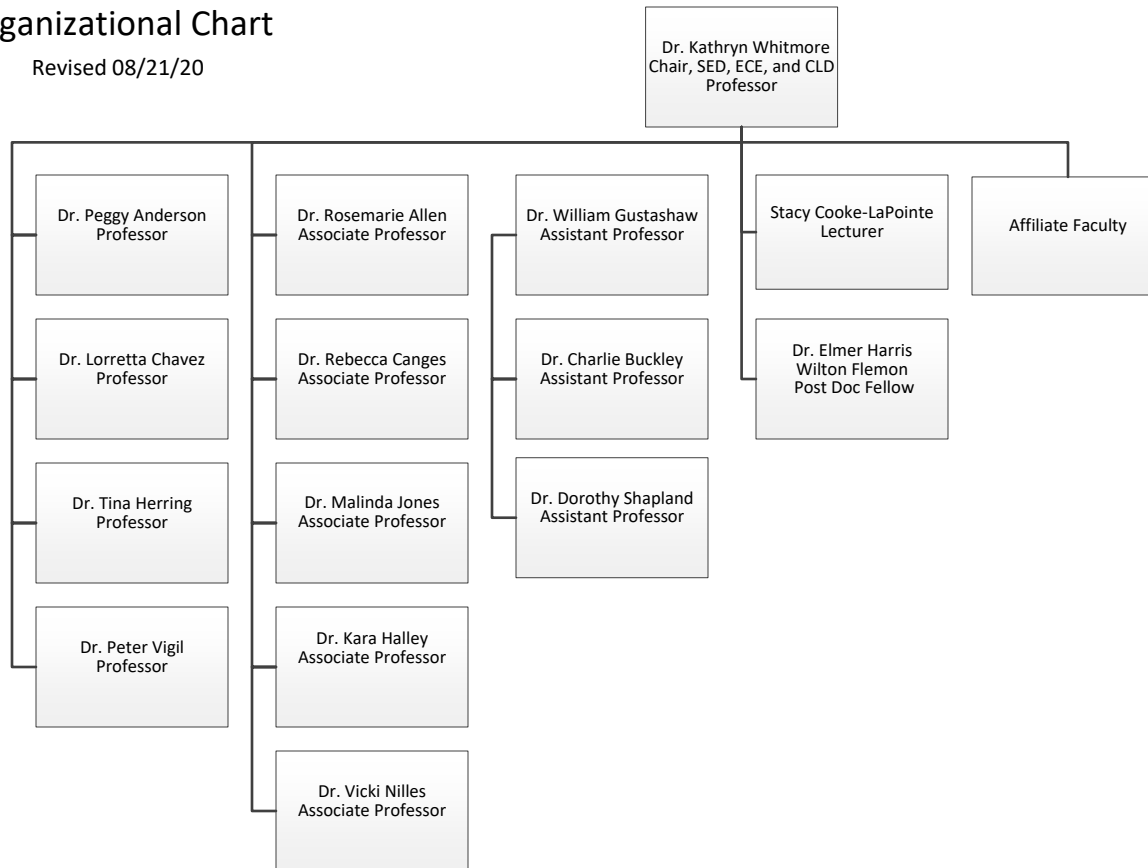 ganizational Chart
Revised 08/21/20
Dr. Kathryn Whitmore
Chair, SED, ECE, and CLD
Professor
Dr. Peggy Anderson
Professor
Dr. Rosemarie Allen
Associate Professor
Dr. William Gustashaw
Assistant Professor
Stacy Cooke-LaPointe
Lecturer
Affiliate Faculty
Dr. Lorretta Chavez
Professor
Dr. Rebecca Canges
Associate Professor
Dr. Charlie Buckley
Assistant Professor
Dr. Elmer Harris
Wilton Flemon
Post Doc Fellow
Dr. Tina Herring
Professor
Dr. Malinda Jones
Associate Professor
Dr. Dorothy Shapland
Assistant Professor
Dr. Peter Vigil
Professor
Dr. Kara Halley
Associate Professor
Dr. Vicki Nilles
Associate Professor